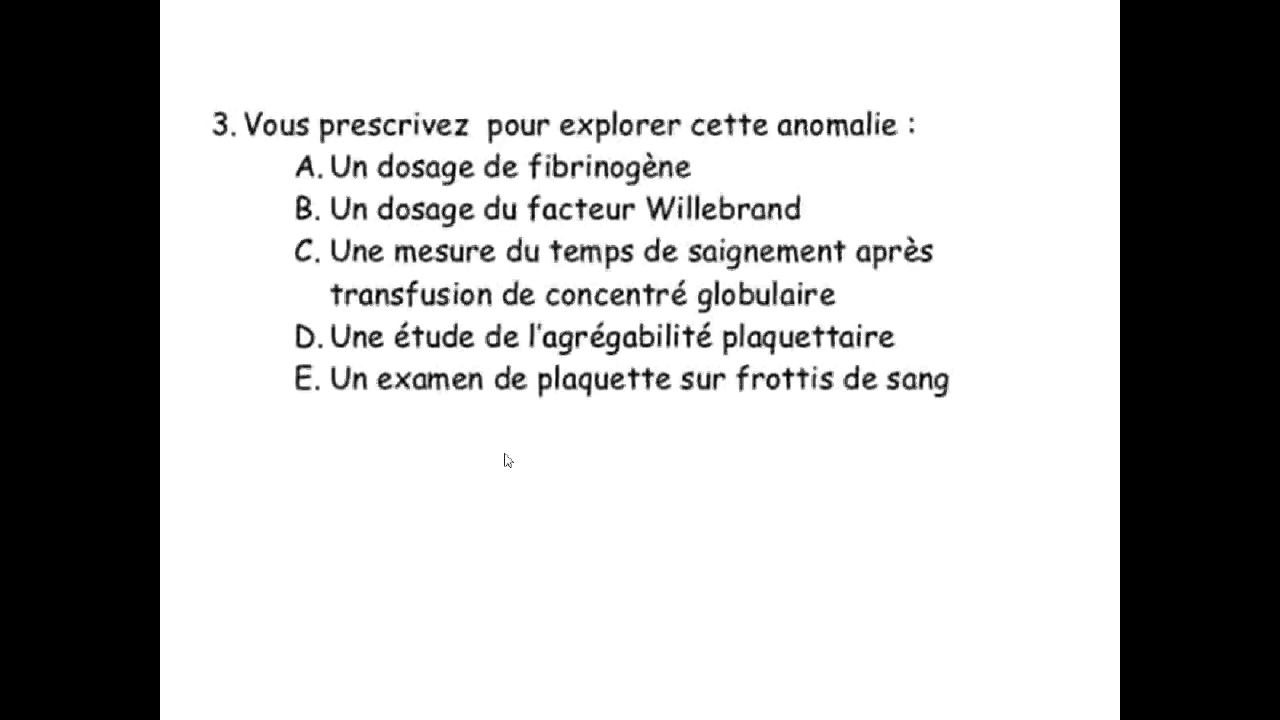 3. Vous prescrivez pour explorer cette anomalie :
A. Un dosage de fibrinogène
B. Un dosage du facteur Willebrand
C. Une mesure du temps de saignement après
transfusion de concentré globulaire
D. Une étude de l'agrégabilité plaquettaire
E. Un examen de plaquette sur frottis de sang